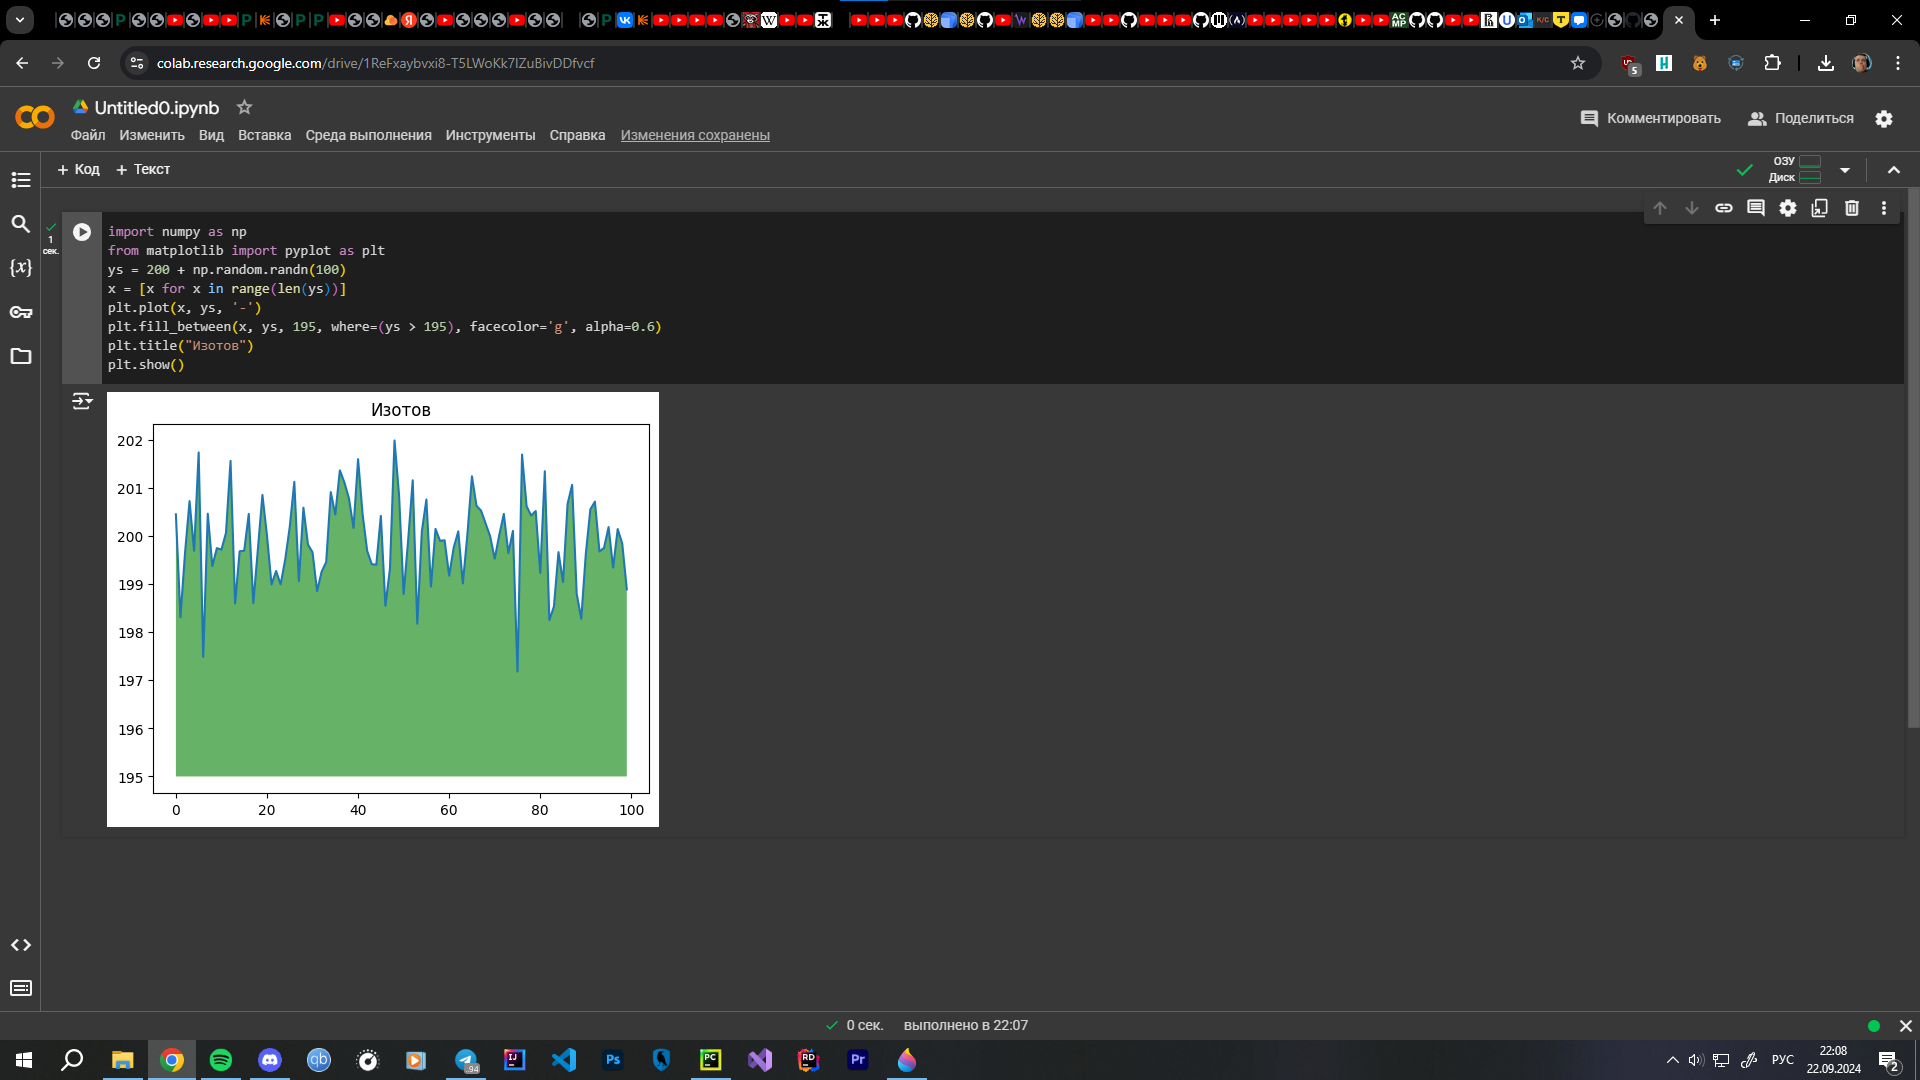 colab.research.google.com/drive/1ReFxaybvxi8-T5LWoKk7lZuBivDDfvcf
5
Untitled0.ipynb
Комментировать
Поделиться
Файл Изменить Вид Вставка Среда выполнения Инструменты Справка Изменения сохранены
+ Код + Текст
ОЗУ
Диск
1
сек.
import numpy as np
from matplotlib import pyplot as plt
ys = 200 + np.random.randn(100)
x = [x for x in range(len(ys))]
plt.plot(x, ys, '-')
plt.fill_between(x, ys, 195, where=(ys > 195), facecolor='g', alpha=0.6)
plt.title("Изотов")
plt.show()
Изотов
202
201
200
199
198
197
196
195
0 20 40 60 80 100
0 сек. выполнено в 22:07
94
РУС
22:08
22.09.2024
2